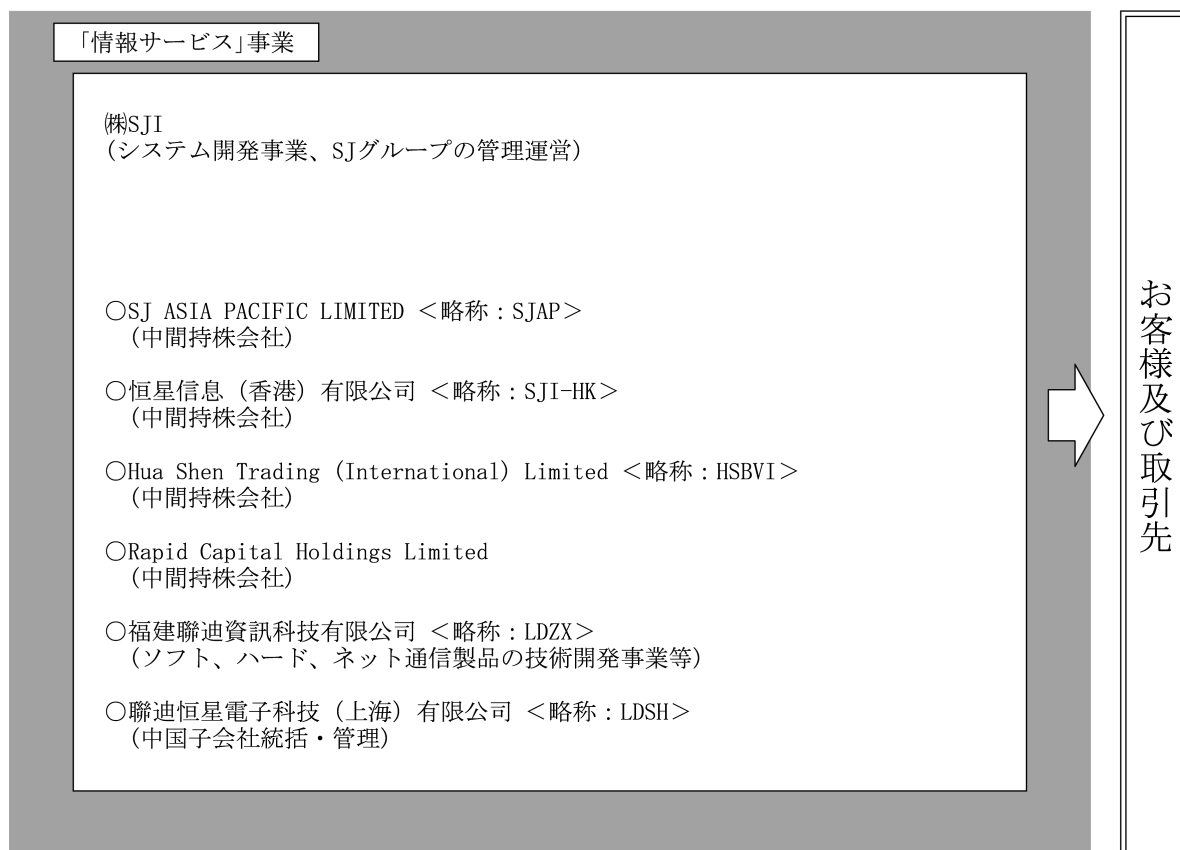 「情報サービス」事業
㈱SJI
(システム開発事業、SJグループの管理運営)
○SJ ASIA PACIFIC LIMITED <略称:SJAP>
(中間持株会社)
○恒星信息(香港)有限公司 <略称:SJI-HK>
(中間持株会社)
○Hua Shen Trading (International) Limited <略称:HSBVI>
(中間持株会社)
○Rapid Capital Holdings Limited
(中間持株会社)
○福建聯迪資訊科技有限公司 <略称:LDZX>
(ソフト、ハード、ネット通信製品の技術開発事業等)
○聯迪恒星電子科技(上海)有限公司 <略称:LDSH>
(中国子会社統括・管理)
お客様及び取引先